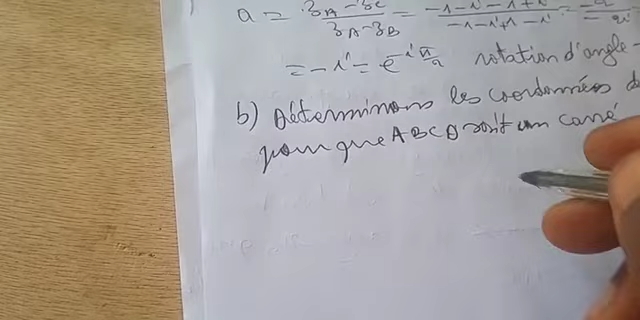 a = (z_A - z_C)/(z_A - z_B) = (-1-i-1+i)/(-1-i+1-i) = -2/
= -i = e^{-iπ/2} rotation d'angle
b) Déterminons les coordonnées de
pour que ABCD soit un carré